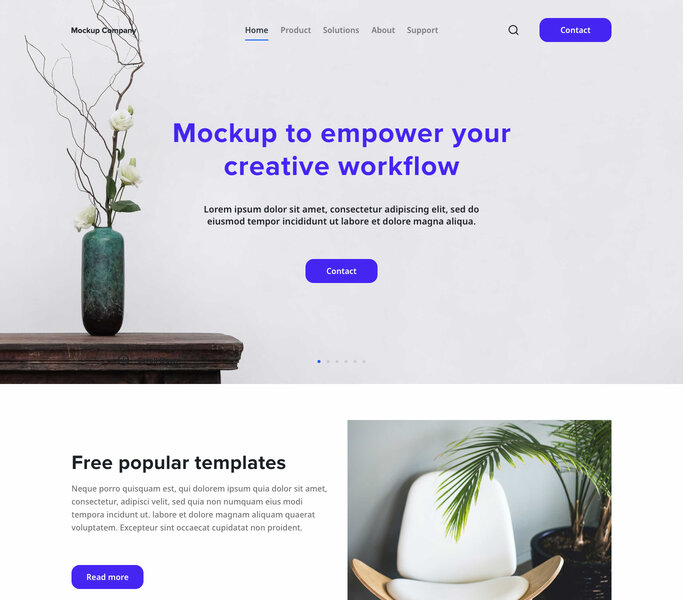 Mockup Company
Home Product Solutions About Support
Contact
Mockup to empower your
creative workflow
Lorem ipsum dolor sit amet, consectetur adipiscing elit, sed do
eiusmod tempor incididunt ut labore et dolore magna aliqua.
Contact
Free popular templates
Neque porro quisquam est, qui dolorem ipsum quia dolor sit amet,
consectetur, adipisci velit, sed quia non numquam eius modi
tempora incidunt ut. labore et dolore magnam aliquam quaerat
voluptatem. Excepteur sint occaecat cupidatat non proident.
Read more